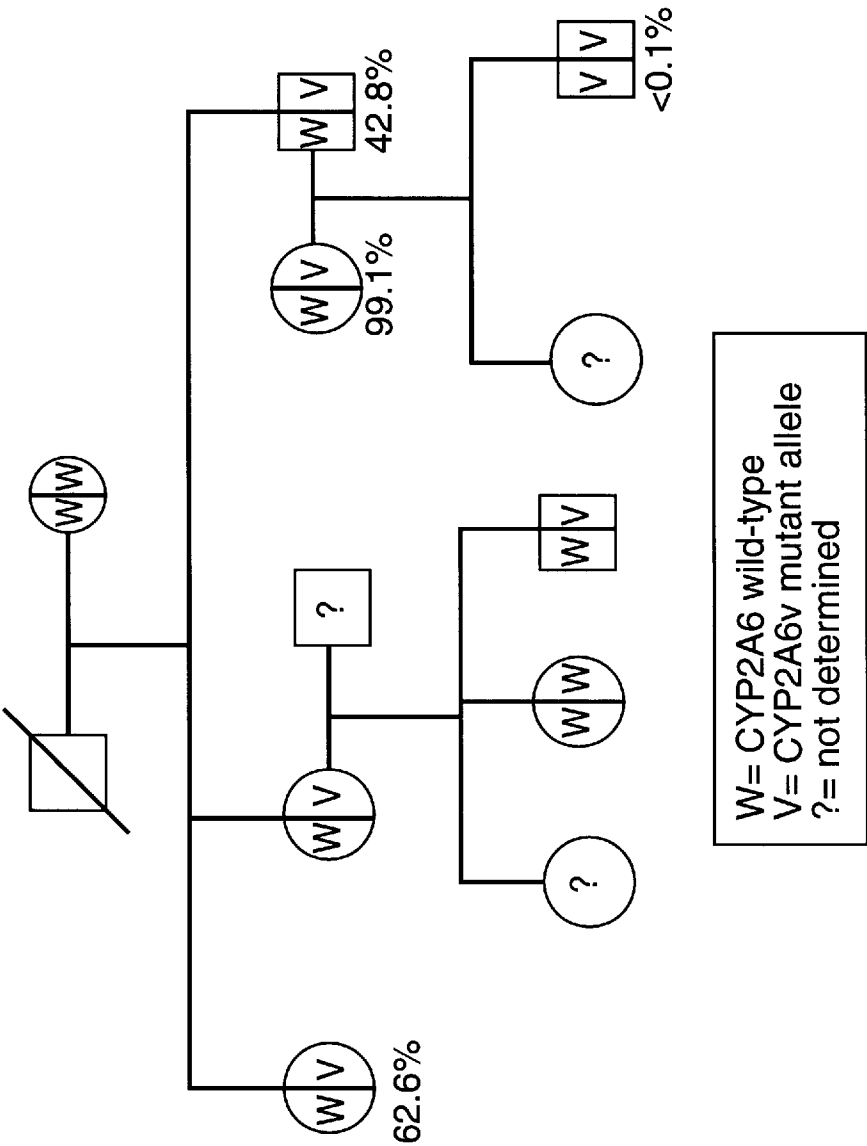 W W
W V
W V
?
W V
W V
62.6%
99.1%
42.8%
?
W W
W V
?
V V
<0.1%
W= CYP2A6 wild-type
V= CYP2A6v mutant allele
?= not determined